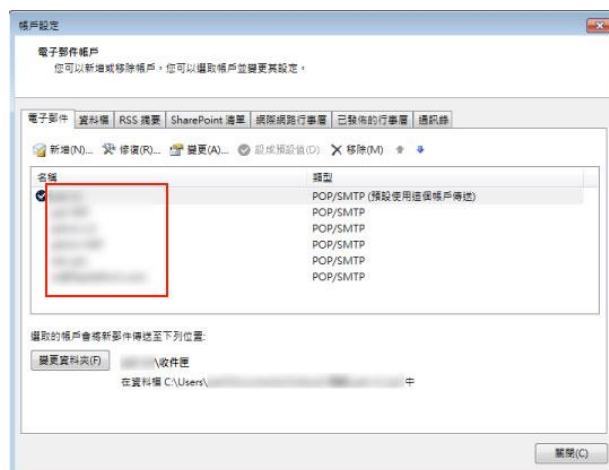 帳戶設定
電子郵件帳戶
您可以新增或移除帳戶。您可以選取帳戶並變更其設定。
電子郵件 資料檔 RSS 摘要 SharePoint 清單 網際網路行事曆 已發佈的行事曆 通訊錄
新增(N)... 修復(R)... 變更(A)... 設成預設值(D) 移除(M)
名稱 類型
POP/SMTP (預設使用這個帳戶傳送)
POP/SMTP
POP/SMTP
POP/SMTP
POP/SMTP
POP/SMTP
選取的帳戶會將新郵件傳送至下列位置:
變更資料夾(F) \收件匣
在資料檔 C:\Users\ 中
關閉(C)